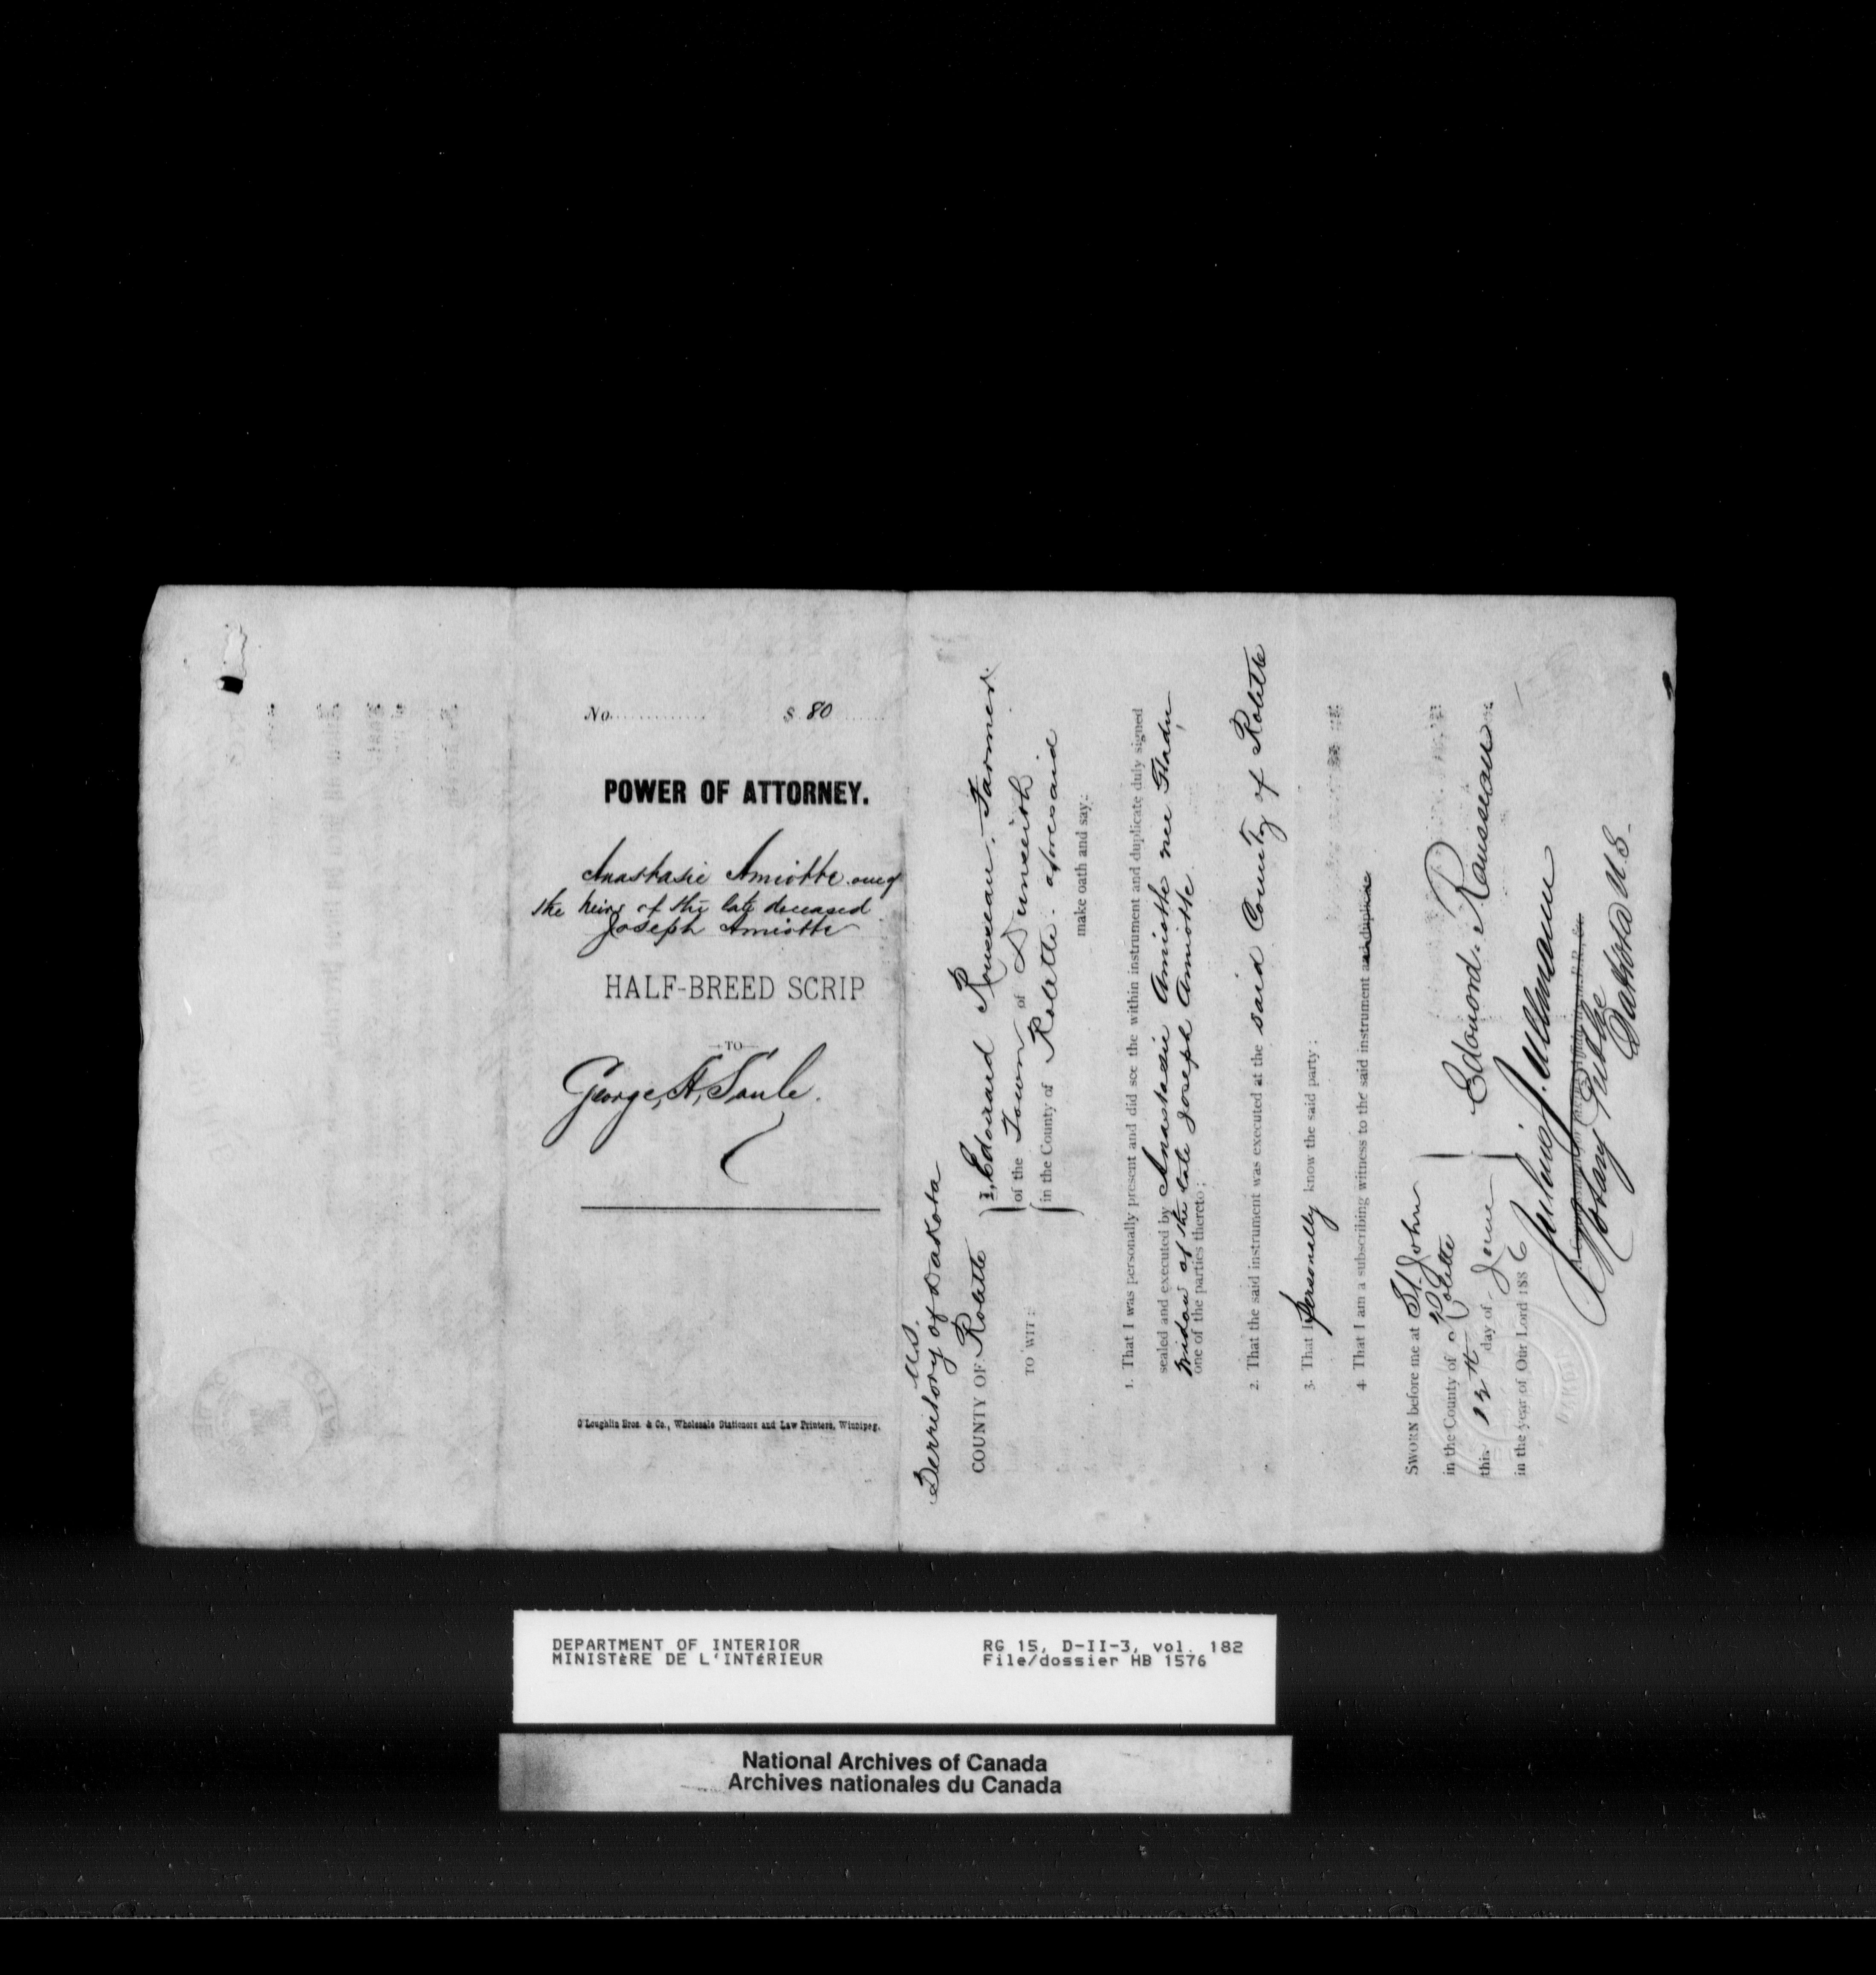 No. ............ $ 80 ......
POWER OF ATTORNEY.
Anastasie Amiotte one of
the heirs of the late deceased
Joseph Amiotte
HALF-BREED SCRIP
—TO—
George, H, Soule.
O'Loughlin Bros. & Co., Wholesale Stationers and Law Printers, Winnipeg.
U.S.
Territory of Dakota
COUNTY OF Rolette
TO WIT:
I, Edouard Rousseau, Farmer
of the Town of Dunseith
in the County of Rolette aforesaid
make oath and say:
1. That I was personally present and did see the within instrument and duplicate duly signed
sealed and executed by Anastasie Amiotte nee Gladu,
widow of the late Joseph Amiotte
one of the parties thereto;
2. That the said instrument was executed at the said County of Rolette
3. That I personally know the said party;
4. That I am a subscribing witness to the said instrument and duplicate
SWORN before me at St. John
in the County of Rolette
this 12th day of June
in the year of Our Lord 1886
Edouord Rousseau
Julius J. Ullmann
Notary Public
Dakota U.S.
DEPARTMENT OF INTERIOR
MINISTÈRE DE L'INTÉRIEUR
RG 15, D-II-3, vol. 182
File/dossier HB 1576
National Archives of Canada
Archives nationales du Canada